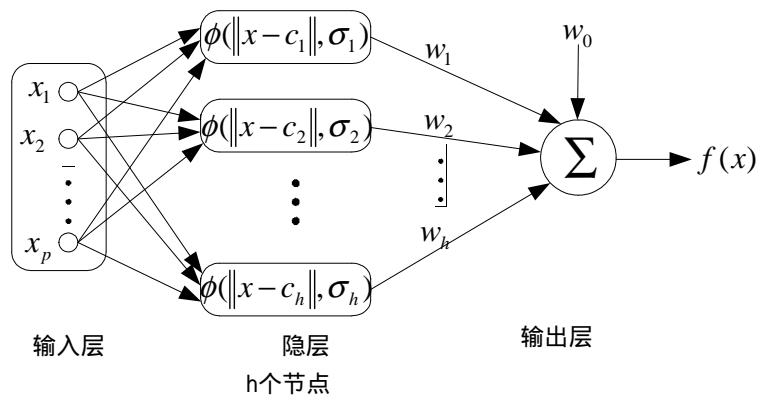 x₁
x₂
xₚ
ϕ(‖x−c₁‖,σ₁)
ϕ(‖x−c₂‖,σ₂)
ϕ(‖x−cₕ‖,σₕ)
w₁
w₂
wₕ
w₀
Σ
f(x)
输入层
隐层
h个节点
输出层